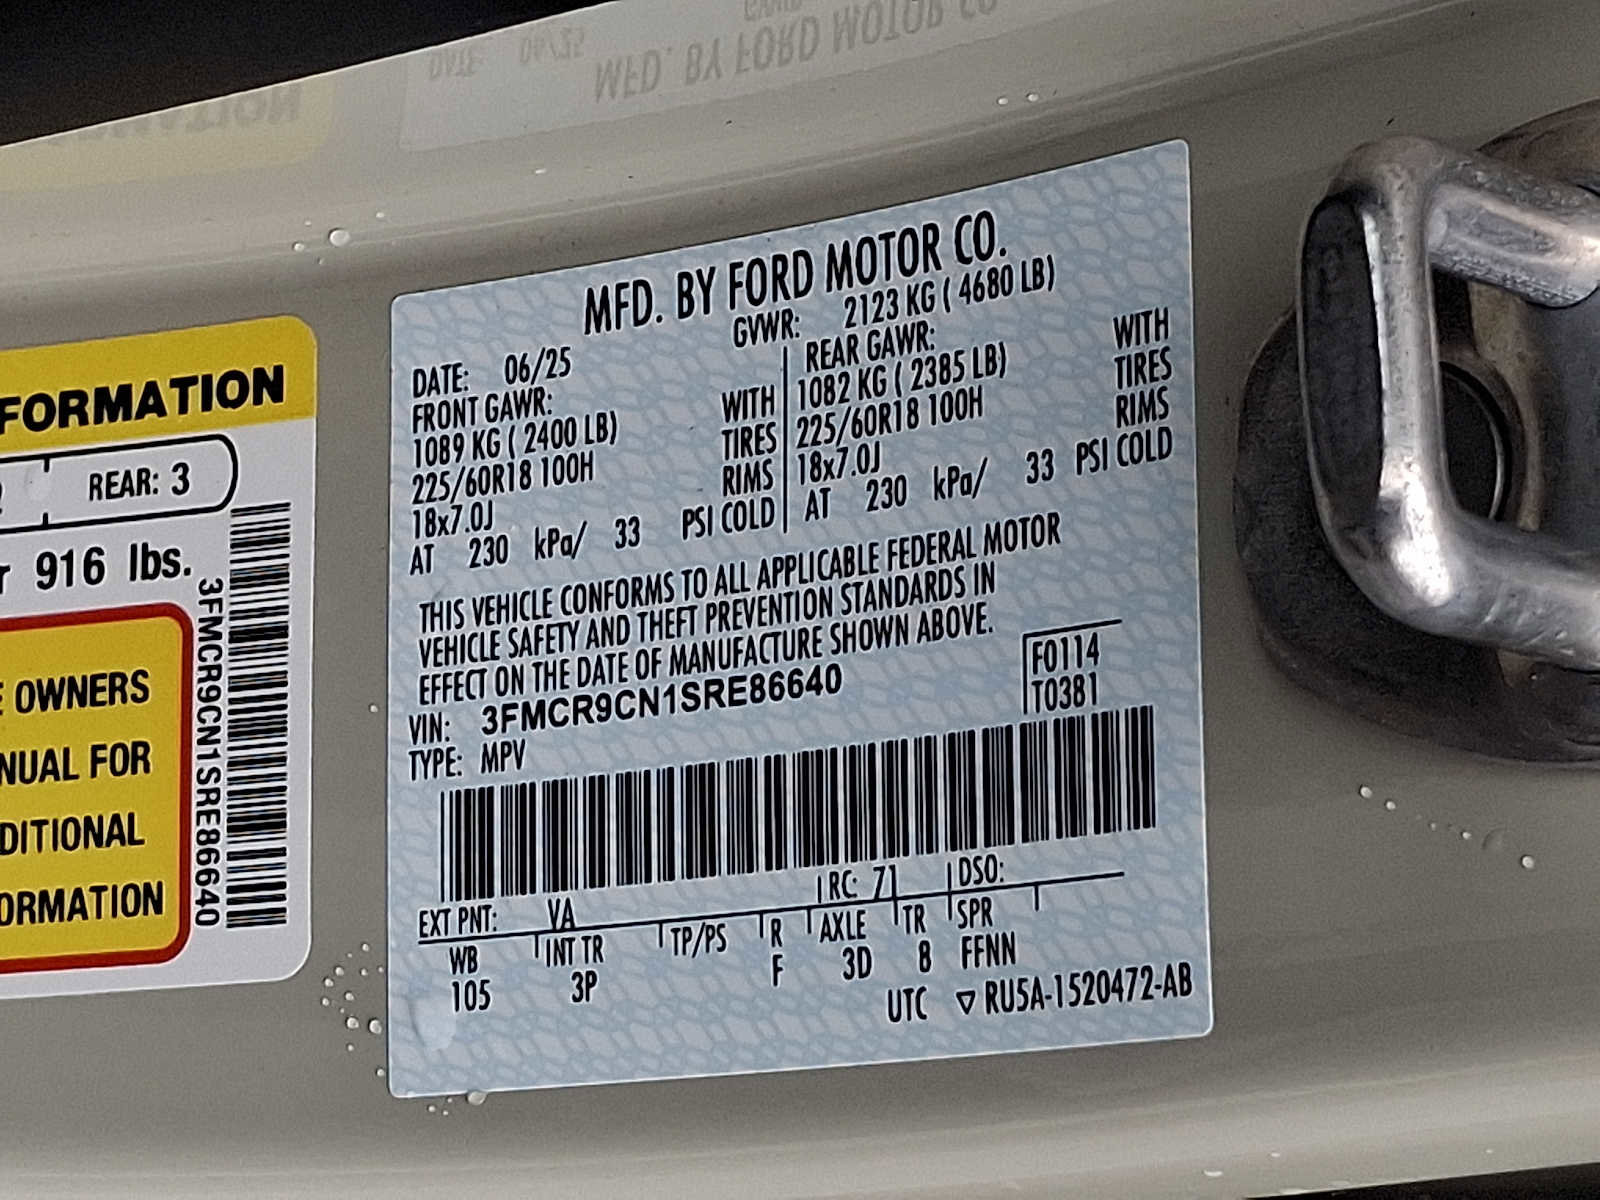 MFD. BY FORD MOTOR CO.
DATE: 06/25
GVWR: 2123 KG ( 4680 LB)
FRONT GAWR:
1089 KG ( 2400 LB) WITH
225/60R18 100H TIRES
18x7.0J RIMS
AT 230 kPa/ 33 PSI COLD
REAR GAWR: WITH
1082 KG ( 2385 LB) TIRES
225/60R18 100H RIMS
18x7.0J
AT 230 kPa/ 33 PSI COLD
THIS VEHICLE CONFORMS TO ALL APPLICABLE FEDERAL MOTOR
VEHICLE SAFETY AND THEFT PREVENTION STANDARDS IN
EFFECT ON THE DATE OF MANUFACTURE SHOWN ABOVE.
VIN: 3FMCR9CN1SRE86640
TYPE: MPV
F0114
T0381
EXT PNT: VA RC: 71 DSO:
WB INT TR TP/PS R AXLE TR SPR
105 3P F 3D 8 FFNN
UTC ▽ RU5A-1520472-AB
FORMATION
REAR: 3
916 lbs.
OWNERS
NUAL FOR
DITIONAL
ORMATION
3FMCR9CN1SRE86640
DATE: 06/25
MFD. BY FORD MOTOR CO